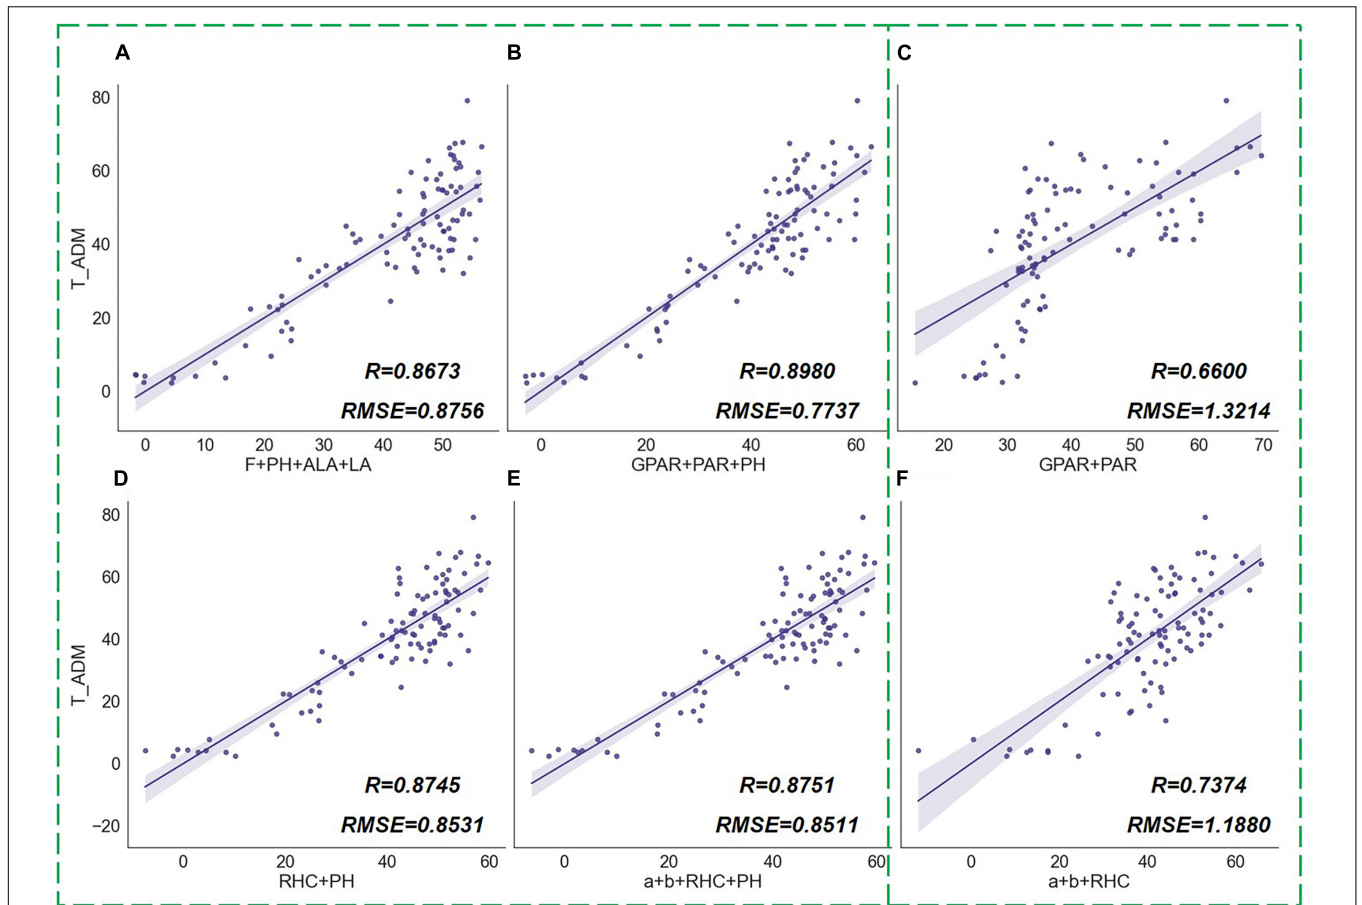 A
B
C
80
60
40
20
0
T_ADM
R=0.8673
RMSE=0.8756
R=0.8980
RMSE=0.7737
R=0.6600
RMSE=1.3214
0 10 20 30 40 50
0 20 40 60
20 30 40 50 60 70
F+PH+ALA+LA
GPAR+PAR+PH
GPAR+PAR
D
E
F
80
60
40
20
0
−20
T_ADM
R=0.8745
RMSE=0.8531
R=0.8751
RMSE=0.8511
R=0.7374
RMSE=1.1880
0 20 40 60
0 20 40 60
0 20 40 60
RHC+PH
a+b+RHC+PH
a+b+RHC